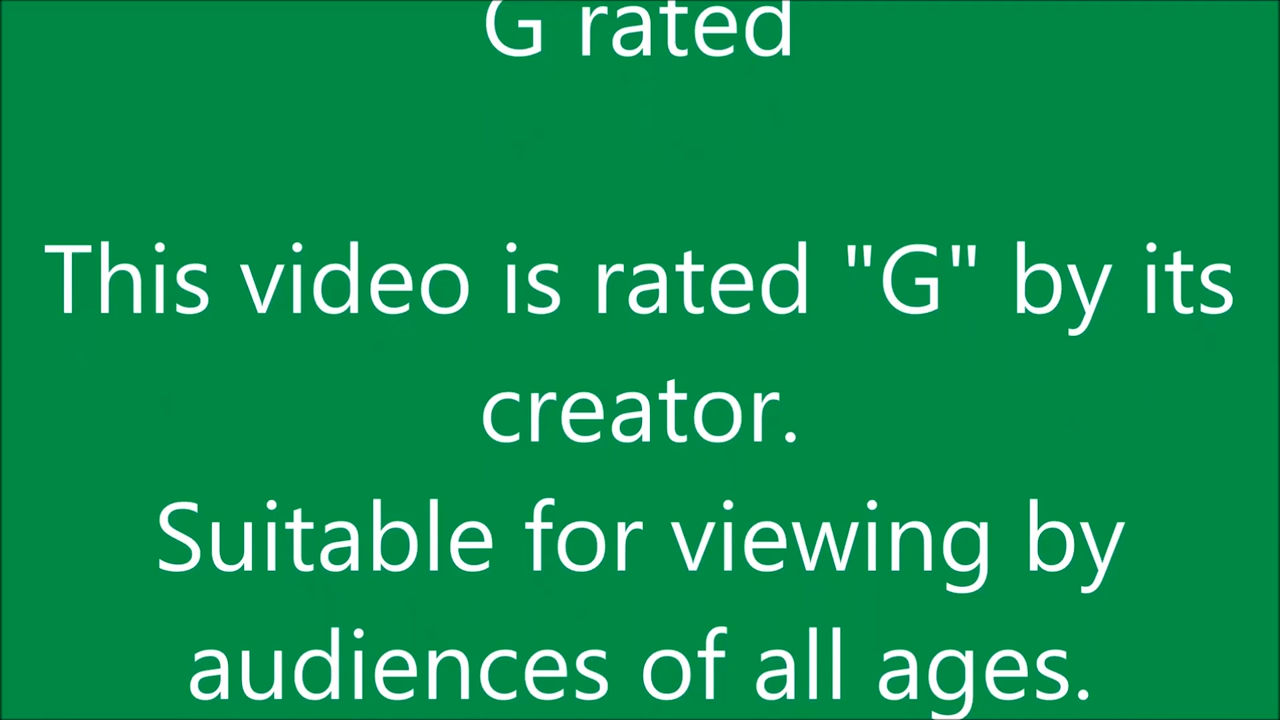 G rated
This video is rated "G" by its
creator.
Suitable for viewing by
audiences of all ages.